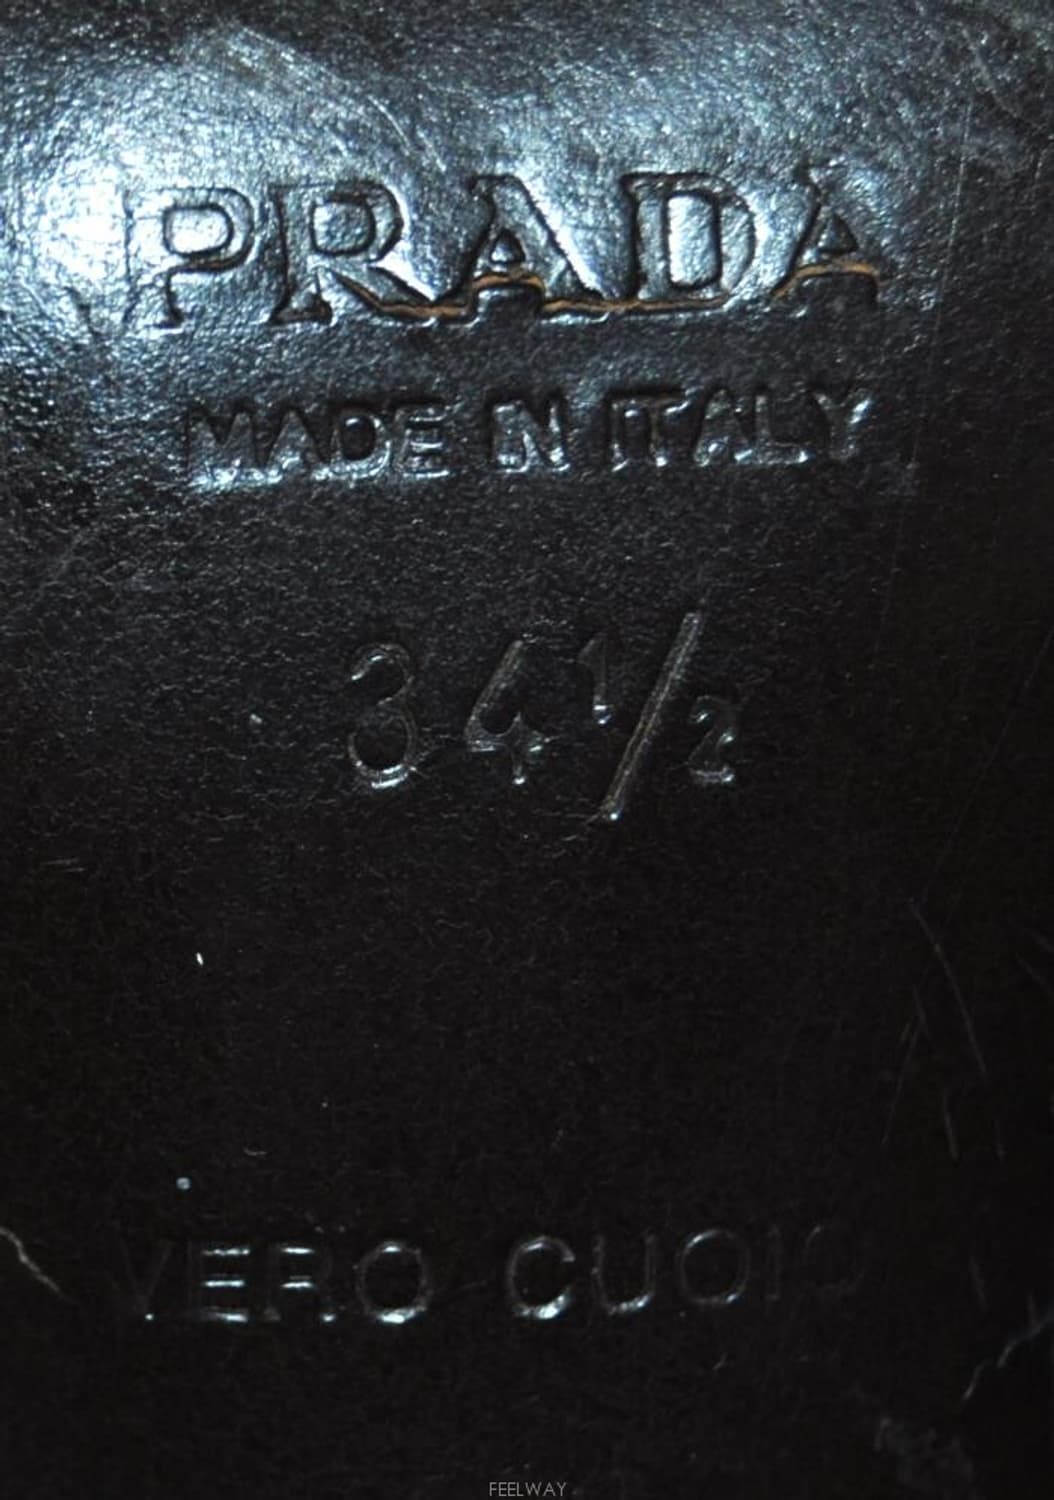 PRADA
MADE IN ITALY
34 1/2
VERO CUOIO
FEELWAY